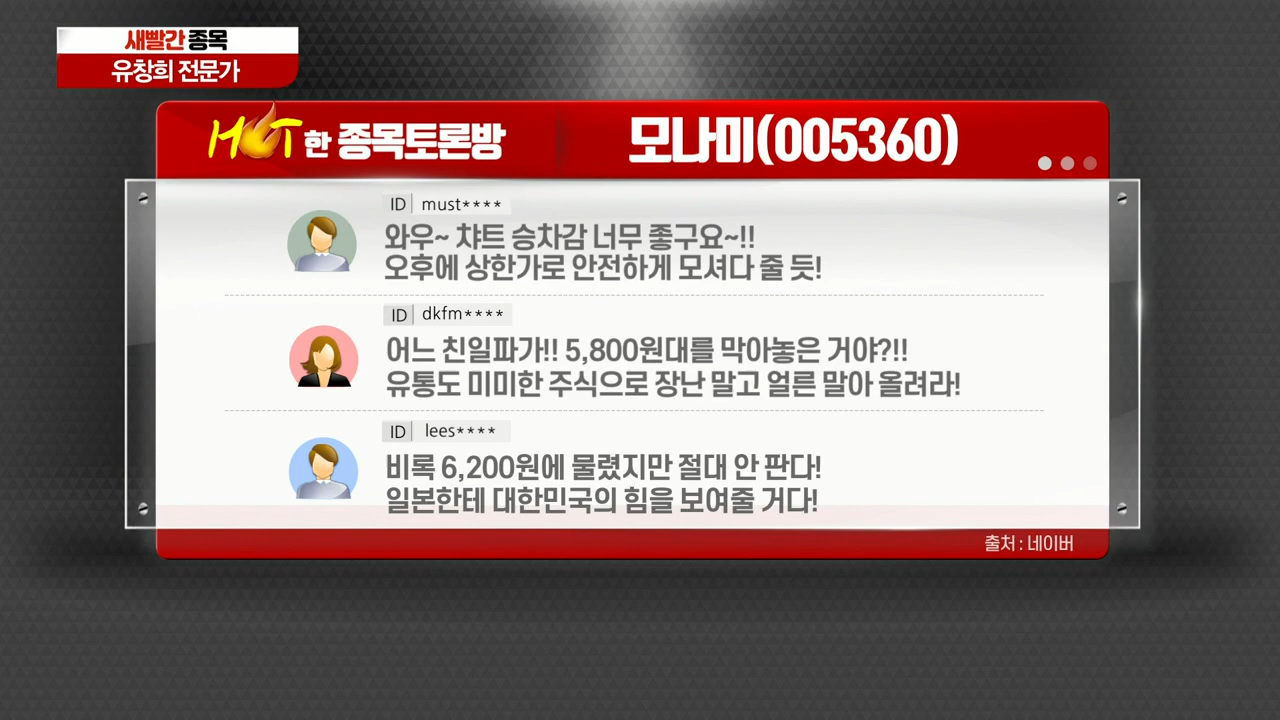 새빨간 종목
유창희 전문가
HOT한 종목토론방
모나미(005360)
ID must****
와우~ 챠트 승차감 너무 좋구요~!!
오후에 상한가로 안전하게 모셔다 줄 듯!
ID dkfm****
어느 친일파가!! 5,800원대를 막아놓은 거야?!!
유통도 미미한 주식으로 장난 말고 얼른 말아 올려라!
ID lees****
비록 6,200원에 물렸지만 절대 안 판다!
일본한테 대한민국의 힘을 보여줄 거다!
출처 : 네이버